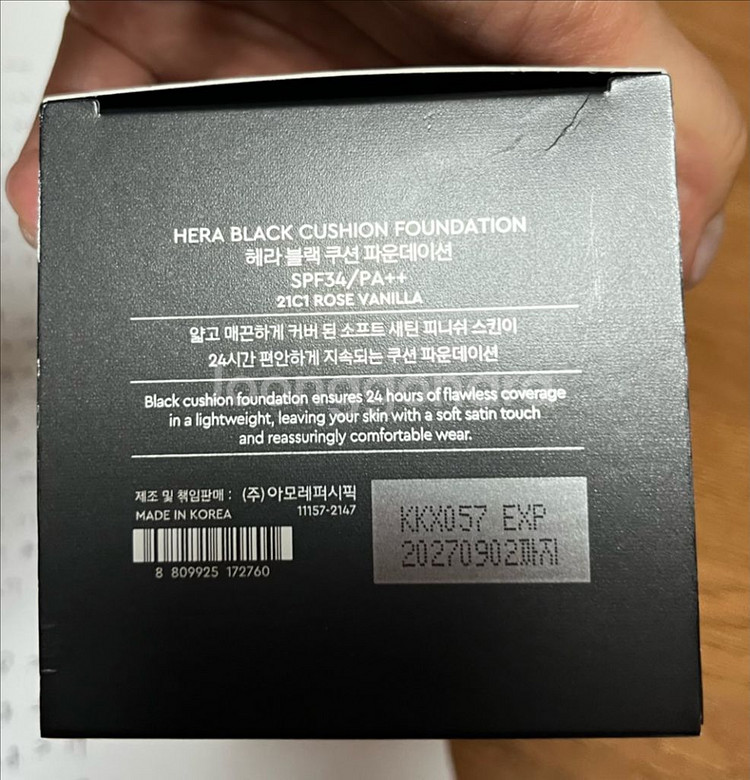 HERA BLACK CUSHION FOUNDATION
헤라 블랙 쿠션 파운데이션
SPF34/PA++
21C1 ROSE VANILLA
얇고 매끈하게 커버 된 소프트 새틴 피니쉬 스킨이
24시간 편안하게 지속되는 쿠션 파운데이션
Black cushion foundation ensures 24 hours of flawless coverage
in a lightweight, leaving your skin with a soft satin touch
and reassuringly comfortable wear.
제조 및 책임판매 : (주)아모레퍼시픽
MADE IN KOREA 11157-2147
8 809925 172760
KKX057 EXP
20270902까지